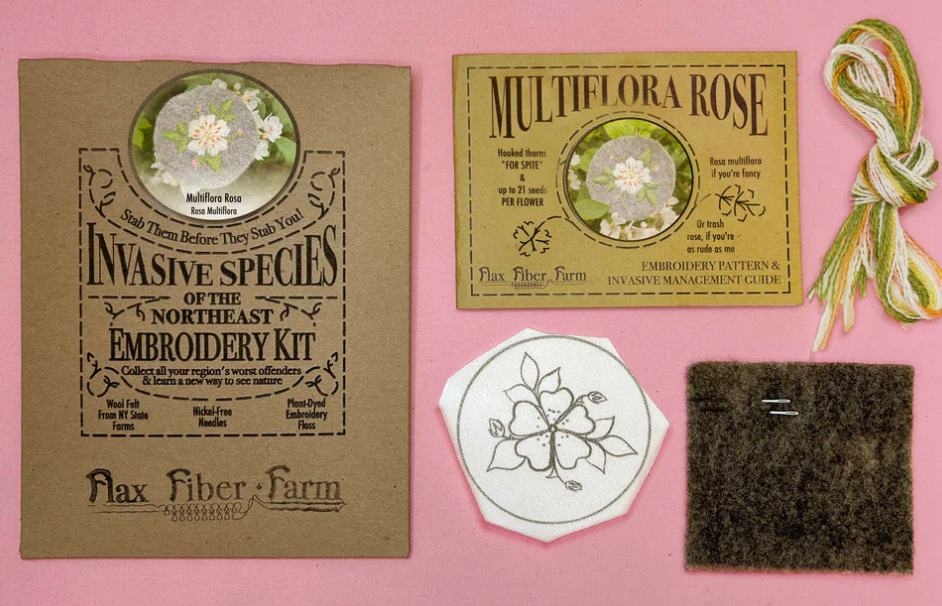 Multiflora Rosa
Rosa Multiflora
Stab Them Before They Stab You!
INVASIVE SPECIES
OF THE
NORTHEAST
EMBROIDERY KIT
Collect all your region's worst offenders
& learn a new way to see nature
Wool Felt
From NY State
Farms
Nickel-Free
Needles
Plant-Dyed
Embroidery
Floss
Flax Fiber · Farm
MULTIFLORA ROSE
Hooked thorns
"FOR SPITE"
&
up to 21 seeds
PER FLOWER
Rosa multiflora
if you're fancy
Or trash
rose, if you're
as rude as me
Flax Fiber Farm
EMBROIDERY PATTERN &
INVASIVE MANAGEMENT GUIDE